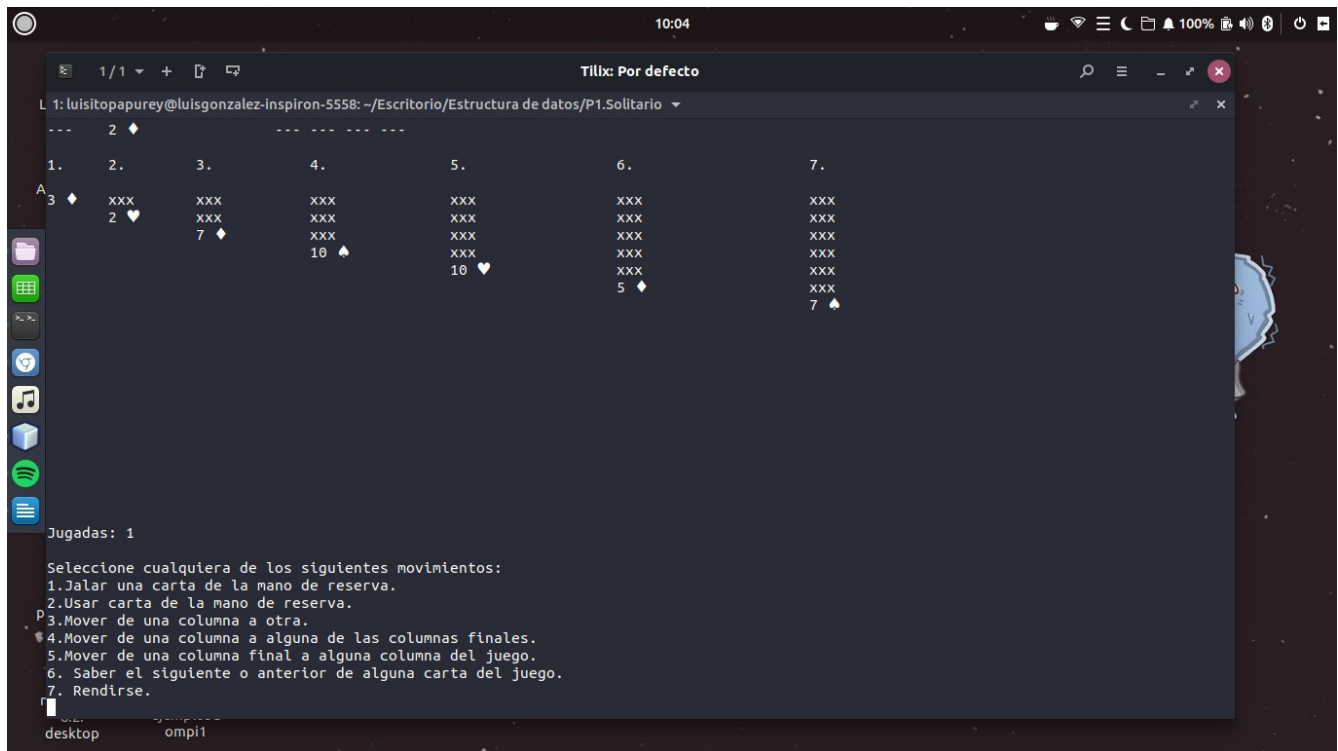 10:04
100%
1/1
Tilix: Por defecto
1: luisitopapurey@luisgonzalez-inspiron-5558: ~/Escritorio/Estructura de datos/P1.Solitario
--- 2 ♦ --- --- --- ---
1. 2. 3. 4. 5. 6. 7.
3 ♦ xxx xxx xxx xxx xxx xxx
2 ♥ xxx xxx xxx xxx xxx
7 ♦ xxx xxx xxx xxx
10 ♠ xxx xxx xxx
10 ♥ xxx xxx
5 ♦ xxx
7 ♠
Jugadas: 1
Seleccione cualquiera de los siguientes movimientos:
1.Jalar una carta de la mano de reserva.
2.Usar carta de la mano de reserva.
3.Mover de una columna a otra.
4.Mover de una columna a alguna de las columnas finales.
5.Mover de una columna final a alguna columna del juego.
6. Saber el siguiente o anterior de alguna carta del juego.
7. Rendirse.
desktop ompi1